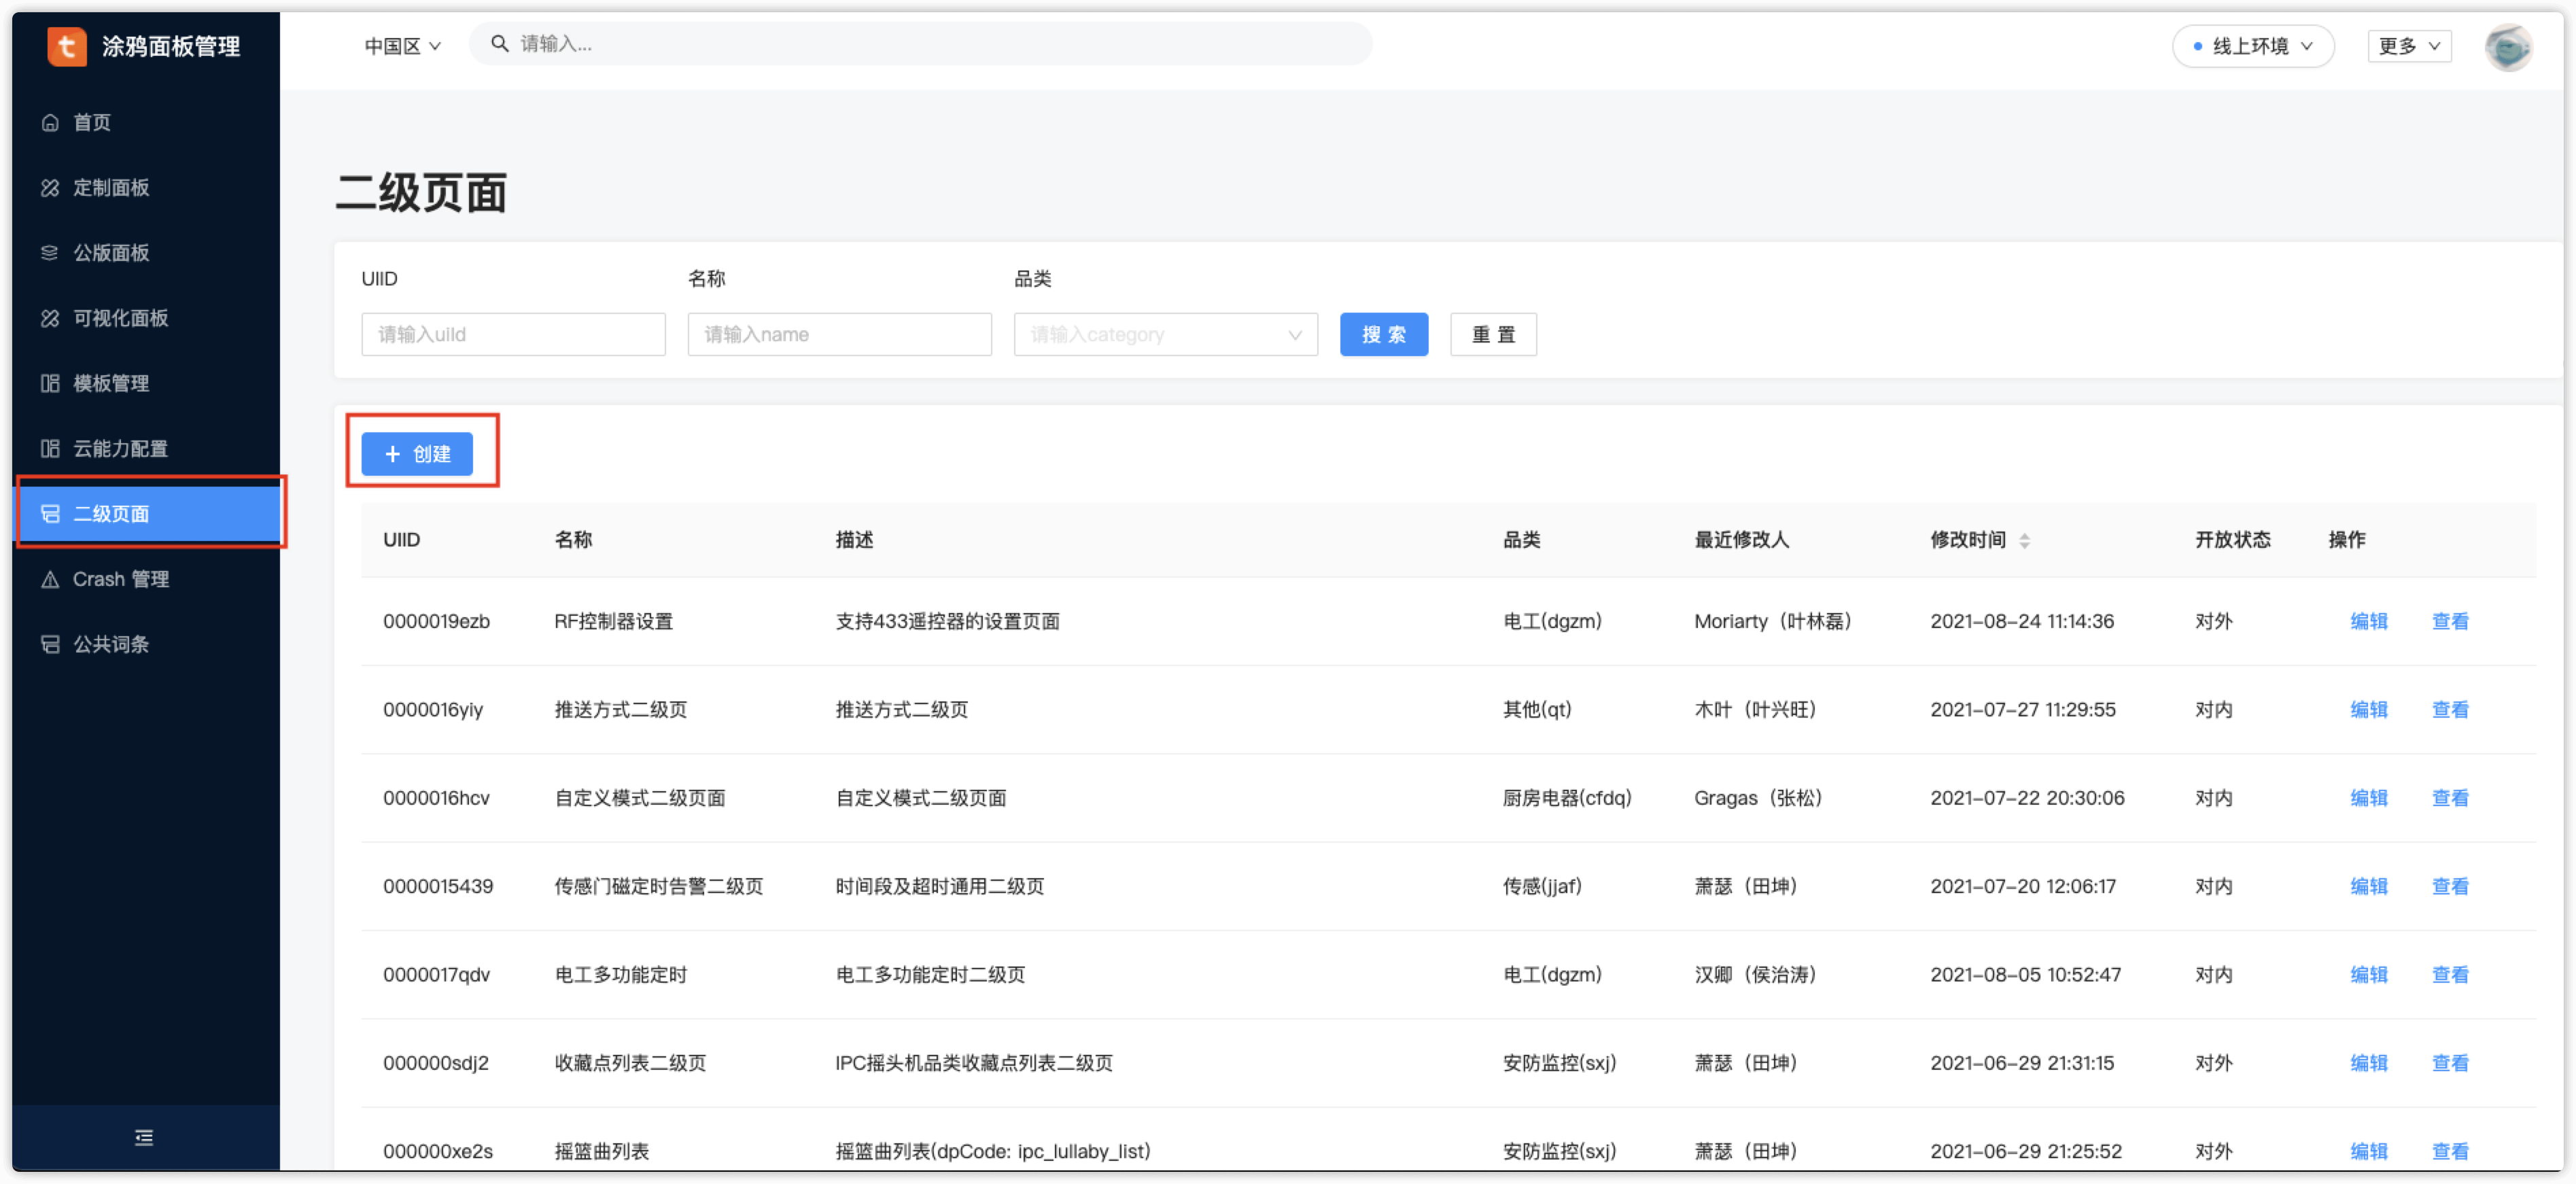 涂鸦面板管理
中国区
请输入...
线上环境
更多
首页
定制面板
公版面板
可视化面板
模板管理
云能力配置
二级页面
Crash 管理
公共词条
二级页面
UIID 名称 品类
请输入uiId 请输入name 请输入category 搜 索 重 置
+ 创建
UIID 名称 描述 品类 最近修改人 修改时间 开放状态 操作
0000019ezb RF控制器设置 支持433遥控器的设置页面 电工(dgzm) Moriarty（叶林磊） 2021-08-24 11:14:36 对外 编辑 查看
0000016yiy 推送方式二级页 推送方式二级页 其他(qt) 木叶（叶兴旺） 2021-07-27 11:29:55 对内 编辑 查看
0000016hcv 自定义模式二级页面 自定义模式二级页面 厨房电器(cfdq) Gragas（张松） 2021-07-22 20:30:06 对内 编辑 查看
0000015439 传感门磁定时告警二级页 时间段及超时通用二级页 传感(jjaf) 萧瑟（田坤） 2021-07-20 12:06:17 对内 编辑 查看
0000017qdv 电工多功能定时 电工多功能定时二级页 电工(dgzm) 汉卿（侯治涛） 2021-08-05 10:52:47 对内 编辑 查看
000000sdj2 收藏点列表二级页 IPC摇头机品类收藏点列表二级页 安防监控(sxj) 萧瑟（田坤） 2021-06-29 21:31:15 对外 编辑 查看
000000xe2s 摇篮曲列表 摇篮曲列表(dpCode: ipc_lullaby_list) 安防监控(sxj) 萧瑟（田坤） 2021-06-29 21:25:52 对外 编辑 查看